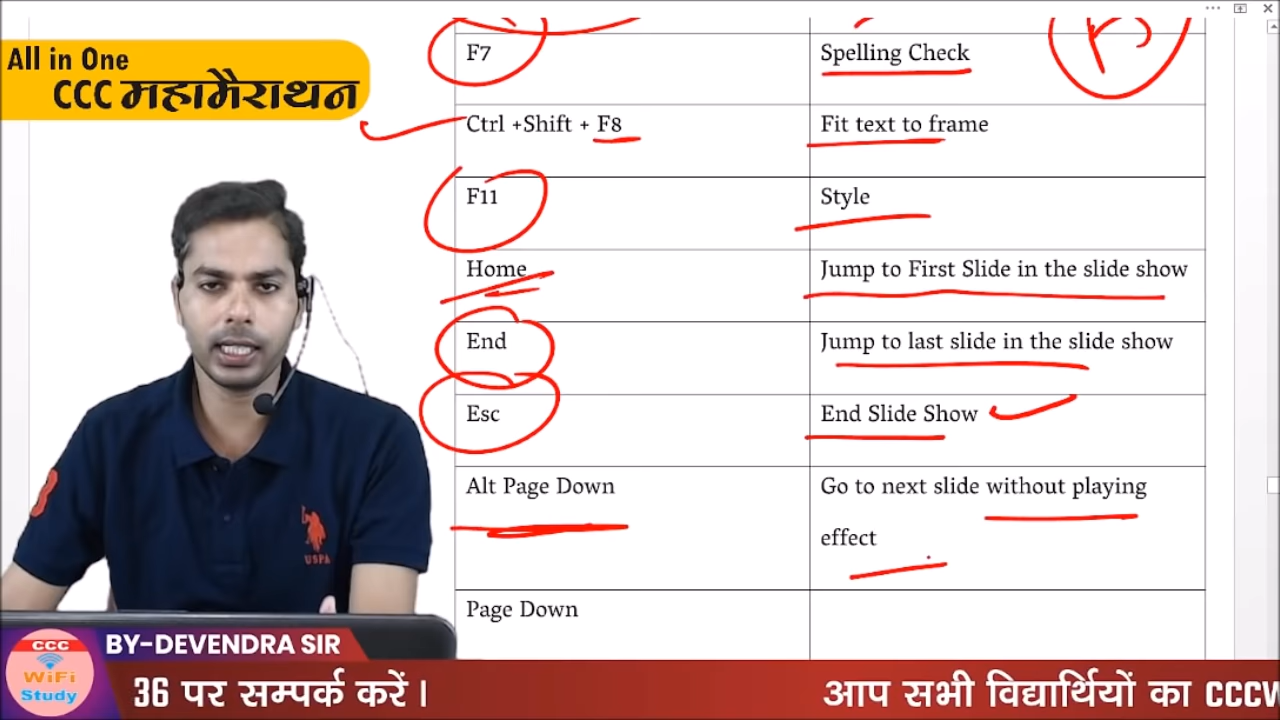 All in One
CCC महामैराथन
F7
Spelling Check
Ctrl +Shift + F8
Fit text to frame
F11
Style
Home
Jump to First Slide in the slide show
End
Jump to last slide in the slide show
Esc
End Slide Show
Alt Page Down
Go to next slide without playing
effect
Page Down
3
USPA
CCC
WiFi
Study
BY-DEVENDRA SIR
36 पर सम्पर्क करें।
आप सभी विद्यार्थियों का CCCW